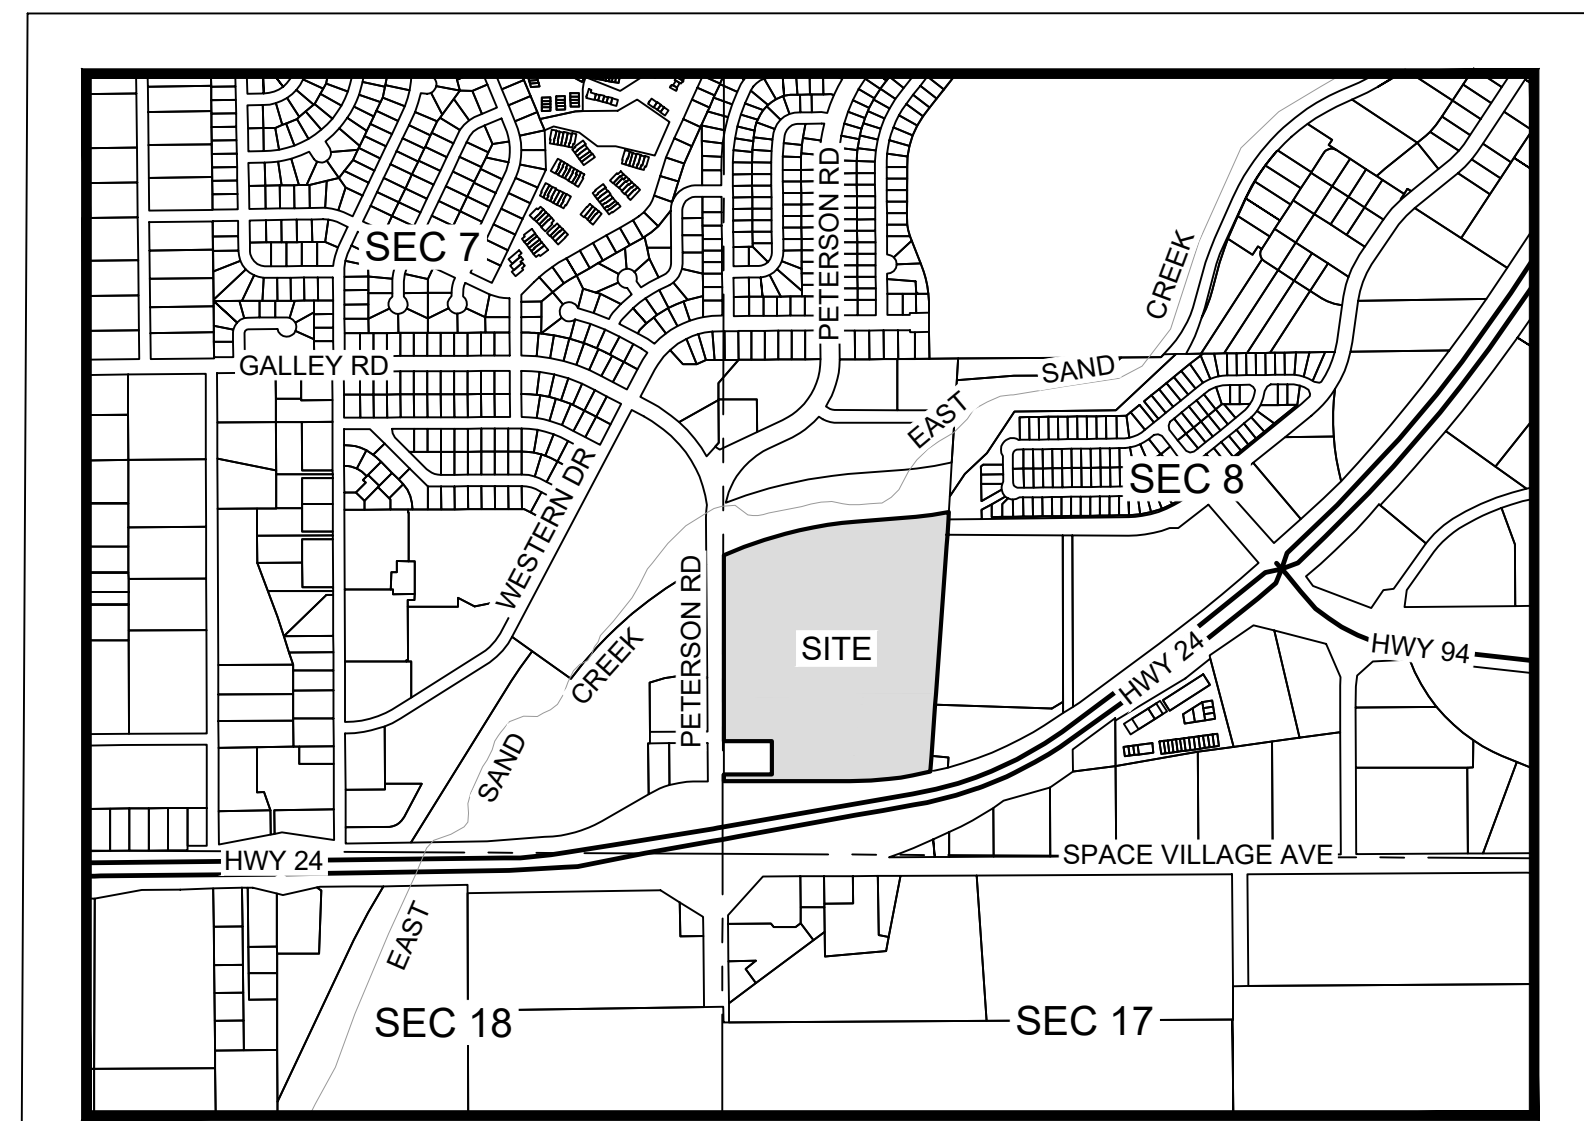 PETERSON RD
SEC 7
CREEK
GALLEY RD
SAND
EAST
SEC 8
WESTERN DR
PETERSON RD
SITE
CREEK
HWY 24
HWY 94
SAND
HWY 24
SPACE VILLAGE AVE
EAST
SEC 18
SEC 17